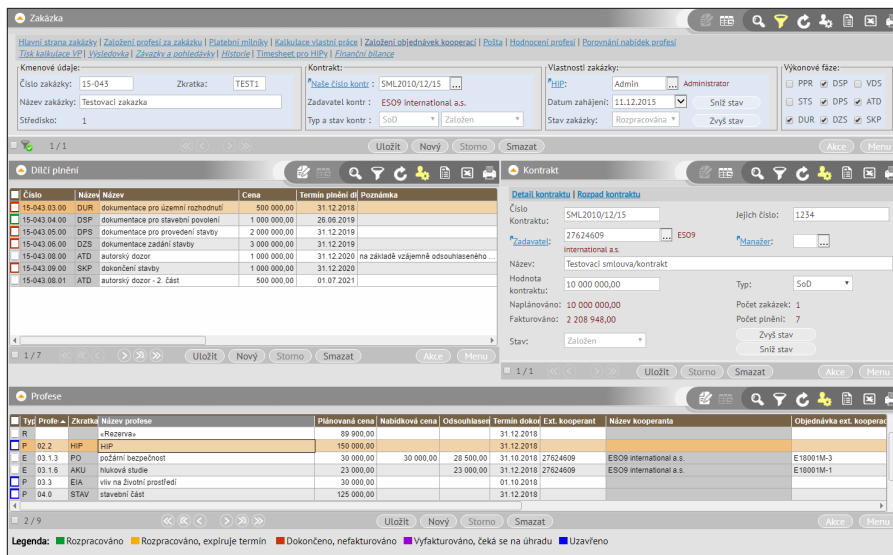 Zakázka
Hlavní strana zakázky | Založení profesí za zakázku | Platební milníky | Kalkulace vlastní práce | Založení objednávek kooperací | Pošta | Hodnocení profesí | Porovnání nabídek profesí
Tisk kalkulace VP | Výsledovka | Závazky a pohledávky | Historie | Timesheet pro HIPy | Finanční bilance
Kmenové údaje: Kontrakt: Vlastnosti zakázky: Výkonové fáze:
Číslo zakázky: 15-043 Zkratka: TEST1 Naše číslo kontr : SML2010/12/15 ... HIP: Admin ... Administrator PPR DSP VDS
Název zakázky: Testovací zakazka Zadavatel kontr : ESO9 international a.s. Datum zahájení: 11.12.2015 Sniž stav STS DPS ATD
Středisko: 1 Typ a stav kontr : SoD Založen Stav zakázky: Rozpracována Zvyš stav DUR DZS SKP
1/1 Uložit Nový Storno Smazat Akce Menu
Dílčí plnění
Číslo Název Název Cena Termín plnění dí Poznámka
15-043.03.00 DUR dokumentace pro územní rozhodnutí 500 000,00 31.12.2018
15-043.04.00 DSP dokumentace pro stavební povolení 1 000 000,00 26.06.2019
15-043.05.00 DPS dokumentace pro provedení stavby 2 000 000,00 31.12.2019
15-043.06.00 DZS dokumentace zadání stavby 3 000 000,00 31.12.2019
15-043.08.00 ATD autorský dozor 1 000 000,00 31.12.2020 na základě vzájemně odsouhlaseného ...
15-043.09.00 SKP dokončení stavby 1 000 000,00 31.12.2020
15-043.08.01 ATD autorský dozor - 2. část 500 000,00 01.07.2021
1/7 Uložit Nový Storno Smazat Akce Menu
Kontrakt
Detail kontraktu | Rozpad kontraktu
Číslo Kontraktu: SML2010/12/15 Jejich číslo: 1234
Zadavatel: 27624609 ... ESO9 international a.s. Manažer: ...
Název: Testovací smlouva/kontrakt
Hodnota kontraktu: 10 000 000,00 Typ: SoD
Naplánováno: 10 000 000,00 Počet zakázek: 1
Fakturováno: 2 208 948,00 Počet plnění: 7
Stav: Založen Zvyš stav
Sniž stav
1/1 Uložit Storno Smazat Akce Menu
Profese
Typ Profe Zkratka Název profese Plánovaná cena Nabídková cena Odsouhlasen Termín dokon Ext. kooperant Název kooperanta Objednávka ext. kooperac
R «Rezerva» 89 900,00 31.12.2018
P 02.2 HIP HIP 150 000,00 31.12.2018
E 03.1.3 PO požární bezpečnost 30 000,00 30 000,00 28 500,00 31.10.2018 27624609 ESO9 international a.s. E18001M-3
E 03.1.6 AKU hluková studie 23 000,00 23 000,00 31.12.2018 27624609 ESO9 international a.s. E18001M-1
P 03.3 EIA vliv na životní prostředí 30 000,00 01.10.2018
P 04.0 STAV stavební část 125 000,00 31.12.2018
2/9 Uložit Nový Storno Smazat Akce Menu
Legenda: Rozpracováno Rozpracováno, expiruje termín Dokončeno, nefakturováno Vyfakturováno, čeká se na úhradu Uzavřeno